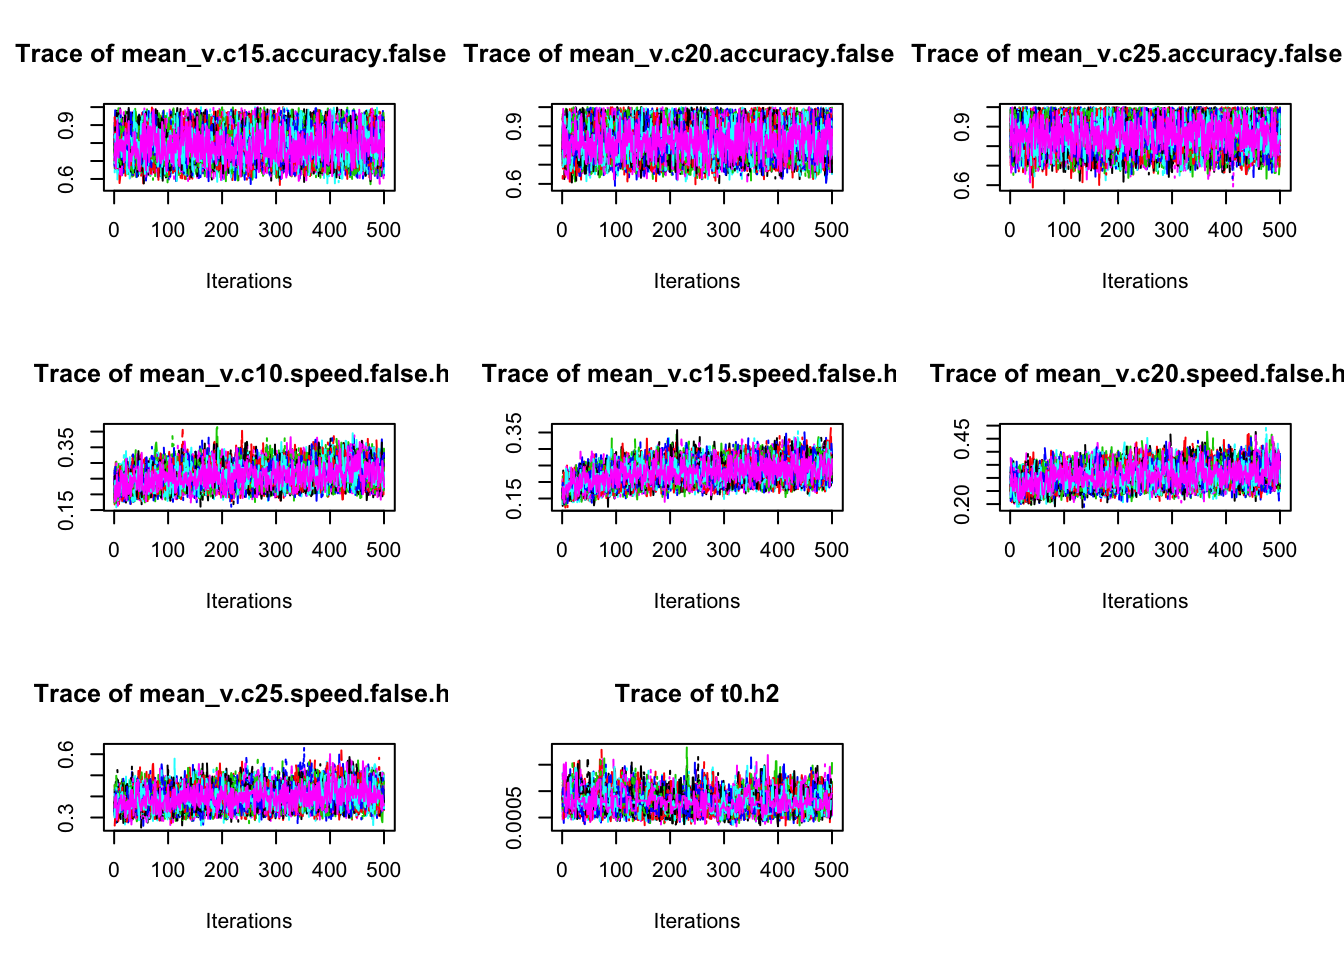 Trace of mean_v.c15.accuracy.false
Trace of mean_v.c20.accuracy.false
Trace of mean_v.c25.accuracy.false
0.6 0.9
0 100 200 300 400 500
Iterations
0.6 0.9
0 100 200 300 400 500
Iterations
0.6 0.9
0 100 200 300 400 500
Iterations
Trace of mean_v.c10.speed.false.h
Trace of mean_v.c15.speed.false.h
Trace of mean_v.c20.speed.false.h
0.15 0.35
0 100 200 300 400 500
Iterations
0.15 0.35
0 100 200 300 400 500
Iterations
0.20 0.45
0 100 200 300 400 500
Iterations
Trace of mean_v.c25.speed.false.h
Trace of t0.h2
0.3 0.6
0 100 200 300 400 500
Iterations
0.0005
0 100 200 300 400 500
Iterations